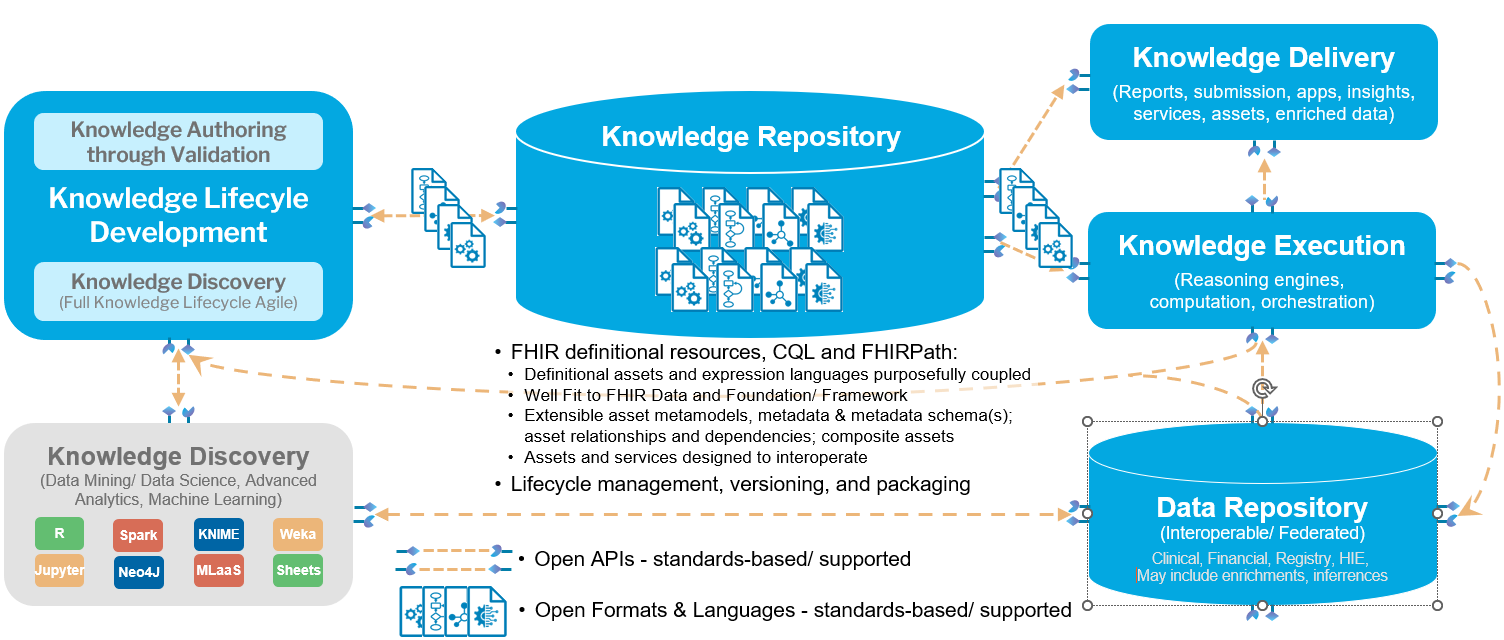 Knowledge Delivery
(Reports, submission, apps, insights,
services, assets, enriched data)
Knowledge Authoring
through Validation
Knowledge Lifecyle
Development
Knowledge Discovery
(Full Knowledge Lifecycle Agile)
Knowledge Repository
Knowledge Execution
(Reasoning engines,
computation, orchestration)
• FHIR definitional resources, CQL and FHIRPath:
• Definitional assets and expression languages purposefully coupled
• Well Fit to FHIR Data and Foundation/ Framework
• Extensible asset metamodels, metadata & metadata schema(s);
asset relationships and dependencies; composite assets
• Assets and services designed to interoperate
• Lifecycle management, versioning, and packaging
Knowledge Discovery
(Data Mining/ Data Science, Advanced
Analytics, Machine Learning)
R
Spark
KNIME
Weka
Jupyter
Neo4J
MLaaS
Sheets
Data Repository
(Interoperable/ Federated)
Clinical, Financial, Registry, HIE,
May include enrichments, inferrences
• Open APIs - standards-based/ supported
• Open Formats & Languages - standards-based/ supported